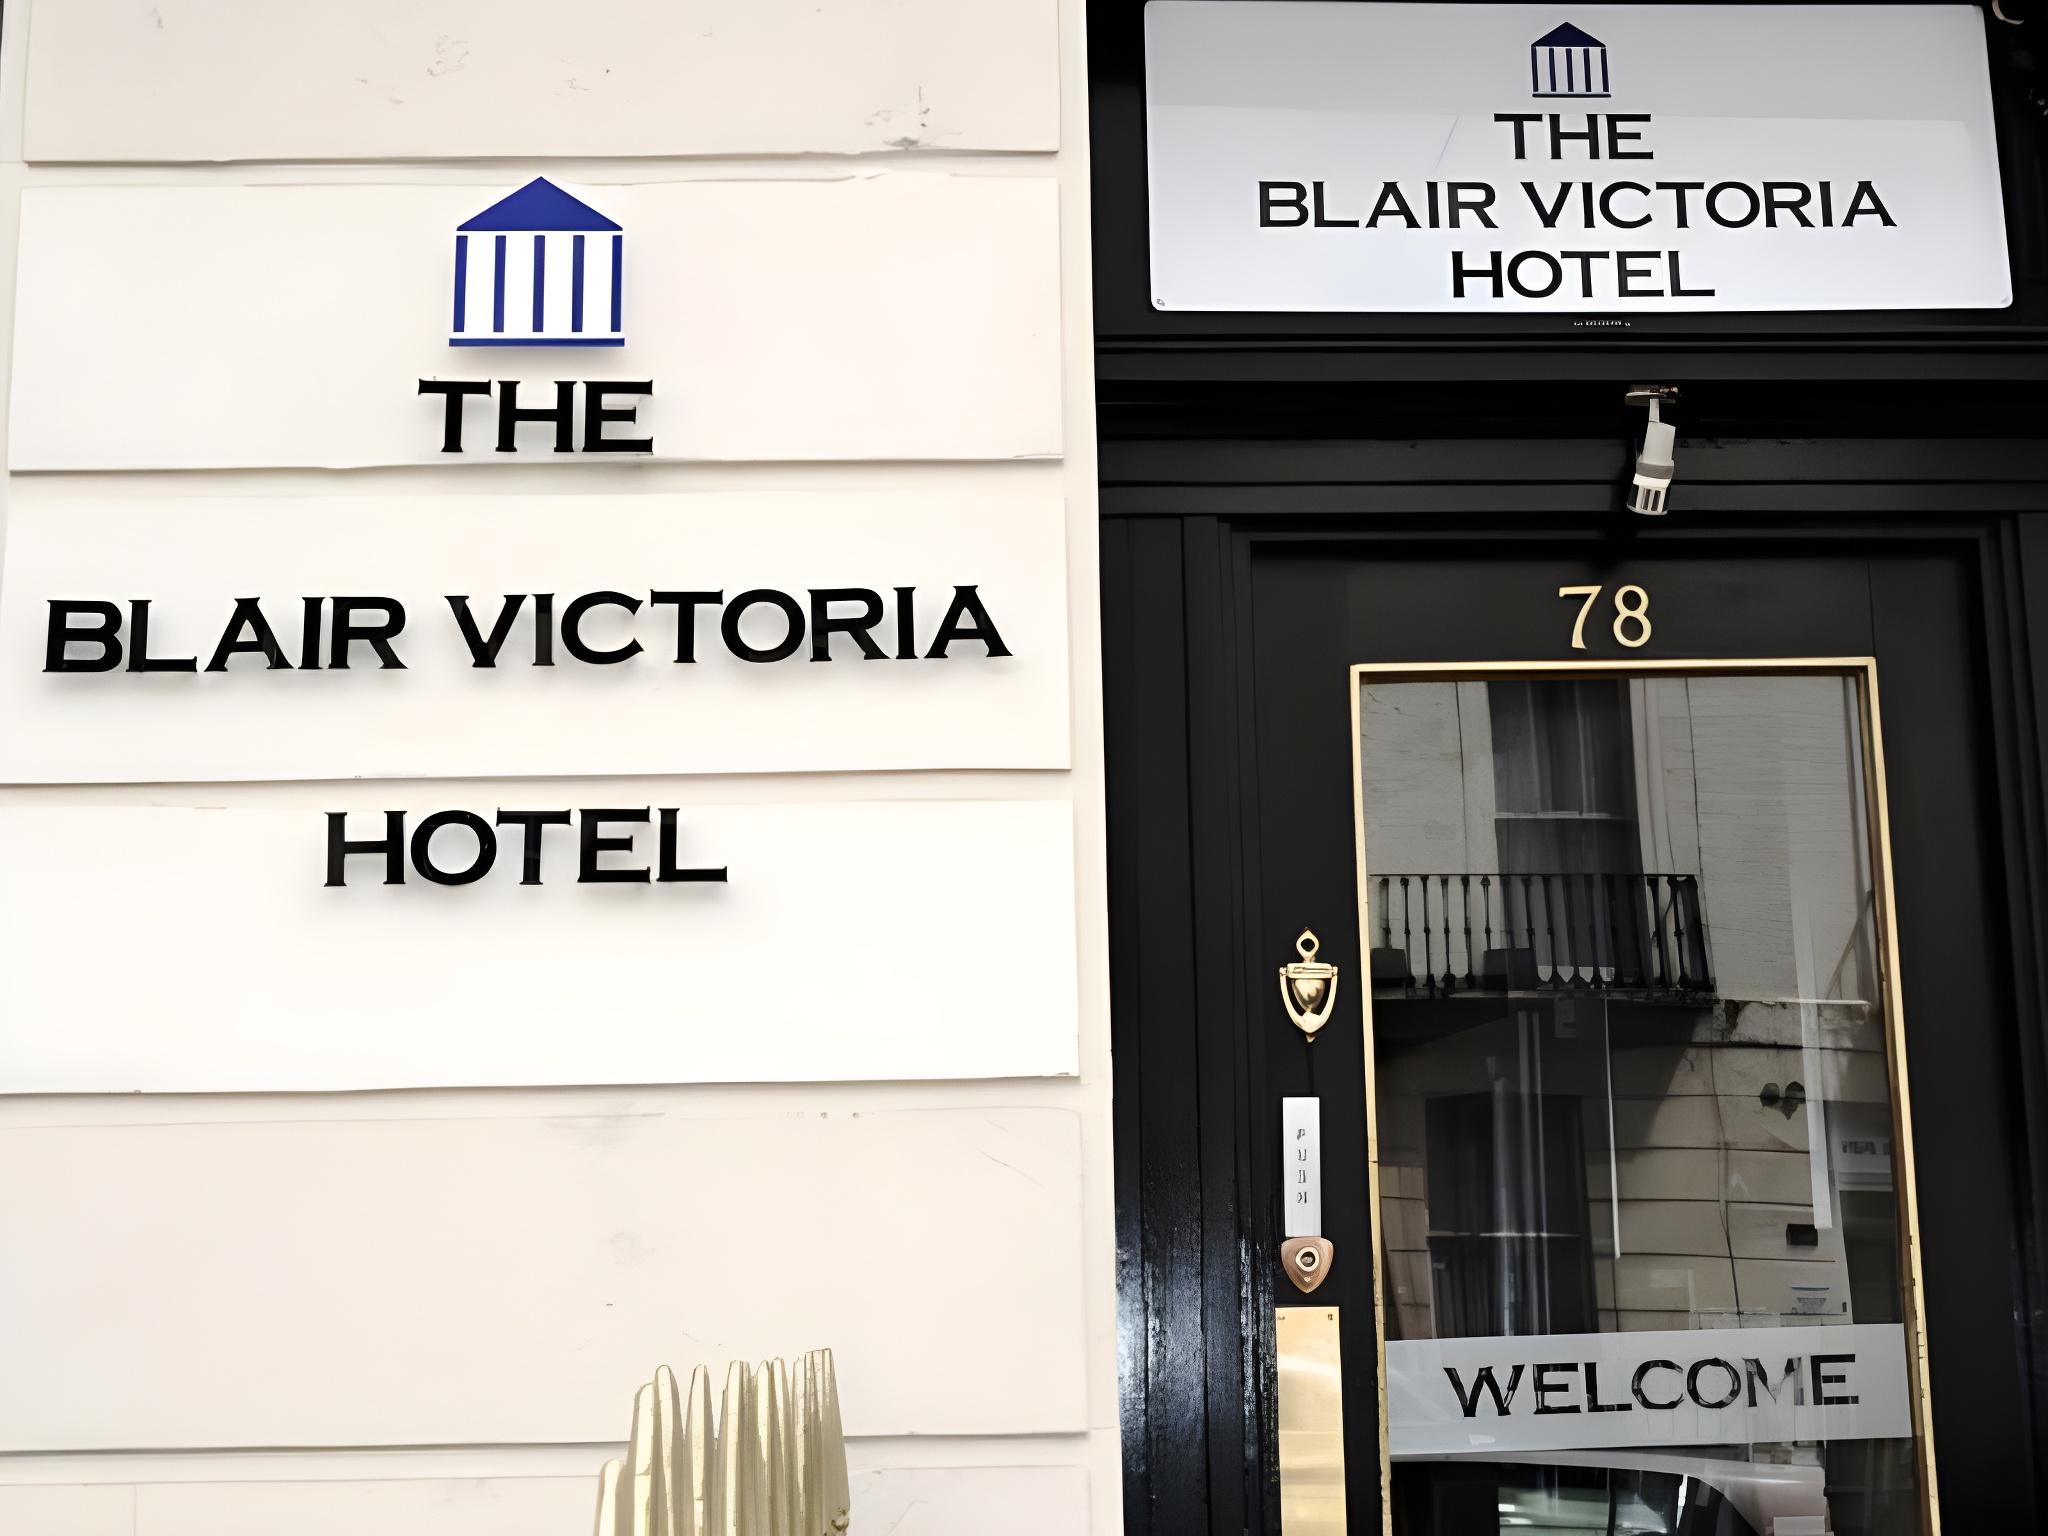 THE
BLAIR VICTORIA
HOTEL
THE
BLAIR VICTORIA
HOTEL
78
WELCOME